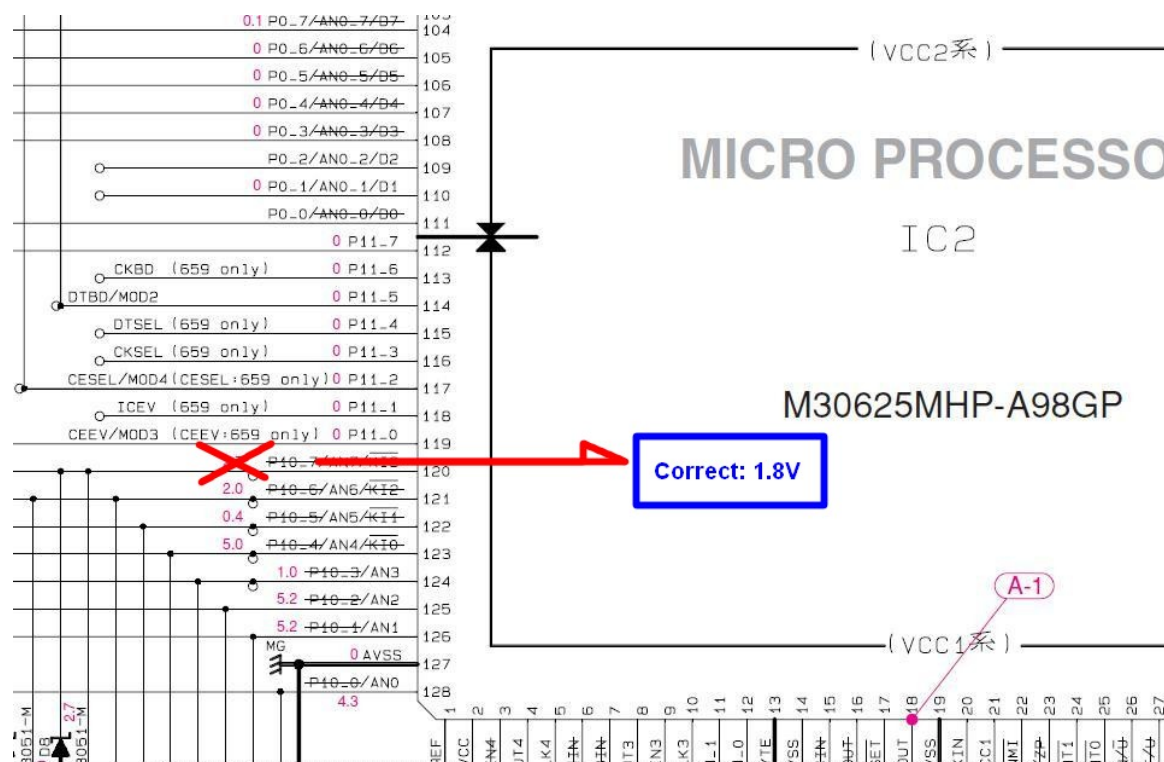 0.1 P0_7/AN0_7/D7
104
0 P0_6/AN0_6/D6
105
0 P0_5/AN0_5/D5
106
0 P0_4/AN0_4/D4
107
0 P0_3/AN0_3/D3
108
P0_2/AN0_2/D2
109
0 P0_1/AN0_1/D1
110
P0_0/AN0_0/D0
111
0 P11_7
112
CKBD (659 only) 0 P11_6
113
DTBD/MOD2 0 P11_5
114
DTSEL (659 only) 0 P11_4
115
CKSEL (659 only) 0 P11_3
116
CESEL/MOD4(CESEL:659 only)0 P11_2
117
ICEV (659 only) 0 P11_1
118
CEEV/MOD3 (CEEV:659 only) 0 P11_0
119
P10_7/AN7/KI3
120
2.0 P10_6/AN6/KI2
121
0.4 P10_5/AN5/KI1
122
5.0 P10_4/AN4/KI0
123
1.0 P10_3/AN3
124
5.2 P10_2/AN2
125
5.2 P10_1/AN1
126
MG
0 AVSS
127
P10_0/AN0
128
4.3
(VCC2系)
MICRO PROCESSO
IC2
M30625MHP-A98GP
Correct: 1.8V
A-1
(VCC1系)
1 2 3 4 5 6 7 8 9 10 11 12 13 14 15 16 17 18 19 20 21 22 23 24 25 26 27
3051-M
2.7